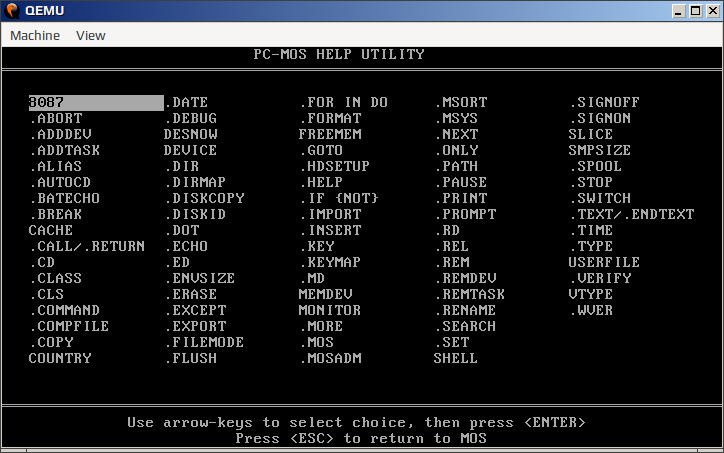 QEMU
Machine View
PC-MOS HELP UTILITY
8087 .DATE .FOR IN DO .MSORT .SIGNOFF
.ABORT .DEBUG .FORMAT .MSYS .SIGNON
.ADDDEV DESNOW FREEMEM .NEXT SLICE
.ADDTASK DEVICE .GOTO .ONLY SMPSIZE
.ALIAS .DIR .HDSETUP .PATH .SPOOL
.AUTOCD .DIRMAP .HELP .PAUSE .STOP
.BATECHO .DISKCOPY .IF {NOT} .PRINT .SWITCH
.BREAK .DISKID .IMPORT .PROMPT .TEXT/.ENDTEXT
CACHE .DOT .INSERT .RD .TIME
.CALL/.RETURN .ECHO .KEY .REL .TYPE
.CD .ED .KEYMAP .REM USERFILE
.CLASS .ENVSIZE .MD .REMDEV .VERIFY
.CLS .ERASE MEMDEV .REMTASK VTYPE
.COMMAND .EXCEPT MONITOR .RENAME .WVER
.COMPFILE .EXPORT .MORE .SEARCH
.COPY .FILEMODE .MOS .SET
COUNTRY .FLUSH .MOSADM SHELL
Use arrow-keys to select choice, then press <ENTER>
Press <ESC> to return to MOS